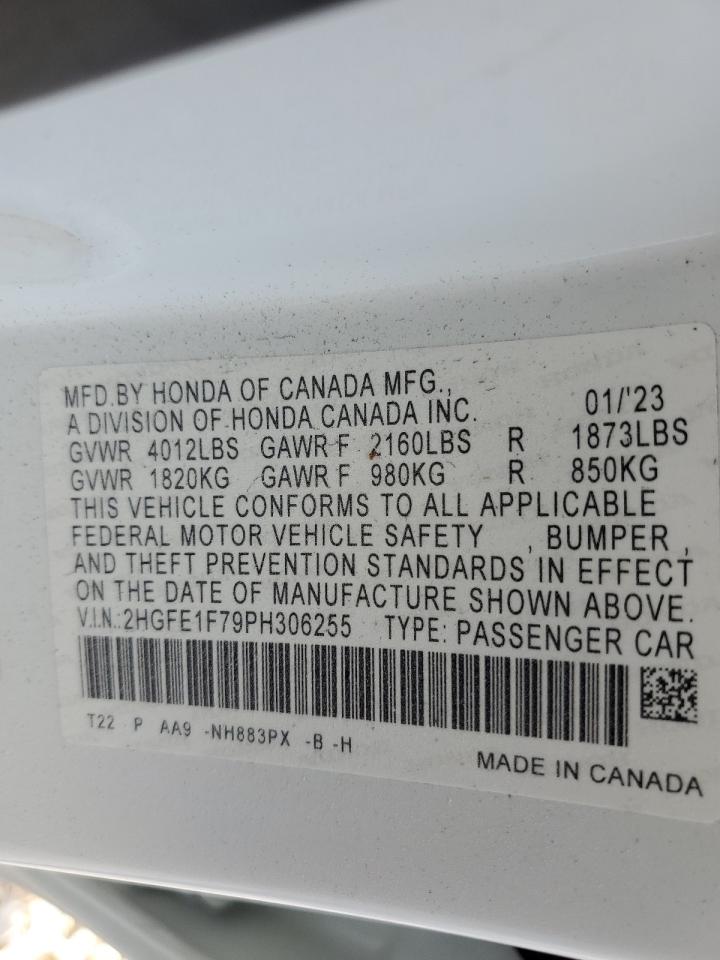 MFD.BY HONDA OF CANADA MFG.,
A DIVISION OF HONDA CANADA INC. 01/'23
GVWR 4012LBS GAWR F 2160LBS R 1873LBS
GVWR 1820KG GAWR F 980KG R 850KG
THIS VEHICLE CONFORMS TO ALL APPLICABLE
FEDERAL MOTOR VEHICLE SAFETY , BUMPER ,
AND THEFT PREVENTION STANDARDS IN EFFECT
ON THE DATE OF MANUFACTURE SHOWN ABOVE.
V.I.N.:2HGFE1F79PH306255 TYPE: PASSENGER CAR
T22 P AA9 -NH883PX -B -H
MADE IN CANADA